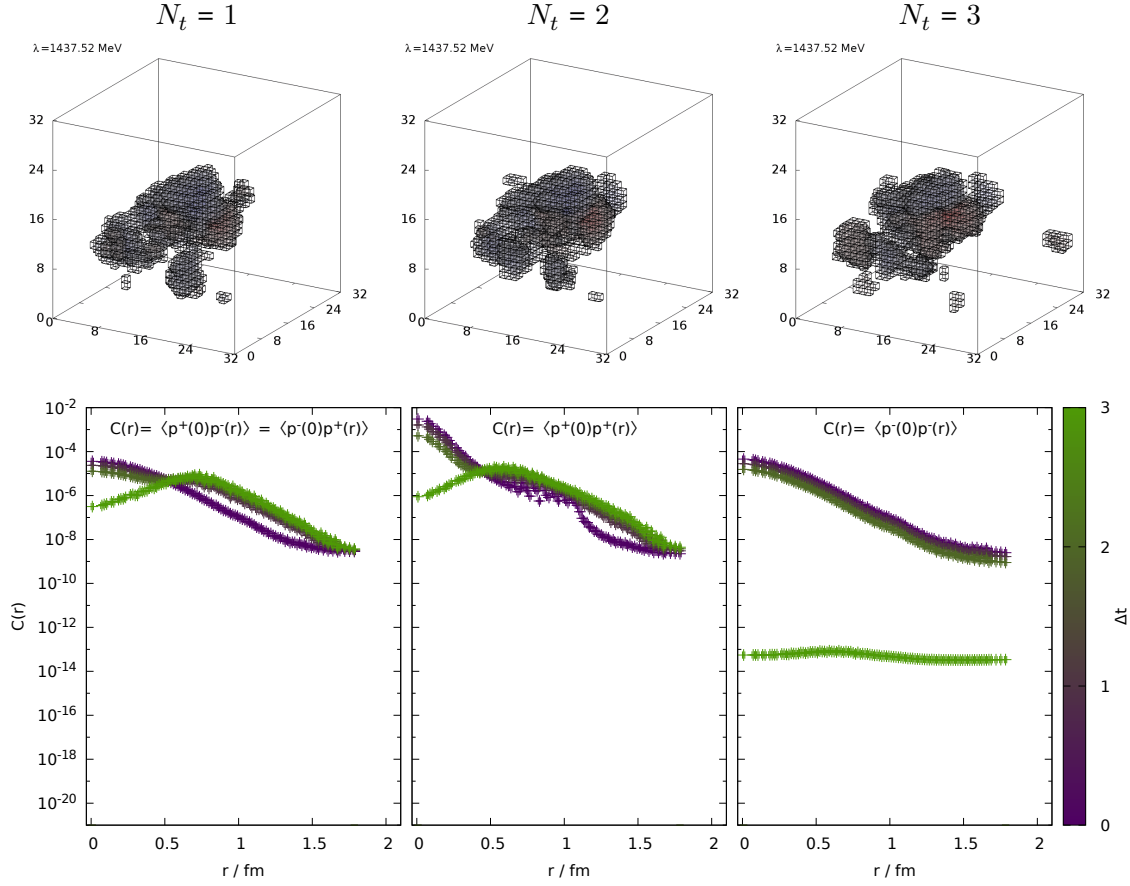 N_t = 1 N_t = 2 N_t = 3
λ=1437.52 MeV λ=1437.52 MeV λ=1437.52 MeV
32 32 32
24 24 24
16 16 16
8 8 8
0 0 0
8 16 24 32 8 16 24 32 8 16 24 32
0 8 16 24 32 0 8 16 24 32 0 8 16 24 32
C(r)= ⟨p⁺(0)p⁻(r)⟩ = ⟨p⁻(0)p⁺(r)⟩
C(r)= ⟨p⁺(0)p⁺(r)⟩
C(r)= ⟨p⁻(0)p⁻(r)⟩
C(r)
10⁻²
10⁻⁴
10⁻⁶
10⁻⁸
10⁻¹⁰
10⁻¹²
10⁻¹⁴
10⁻¹⁶
10⁻¹⁸
10⁻²⁰
0 0.5 1 1.5 2 0 0.5 1 1.5 2 0 0.5 1 1.5 2
r / fm r / fm r / fm
3
2
1
0
Δt